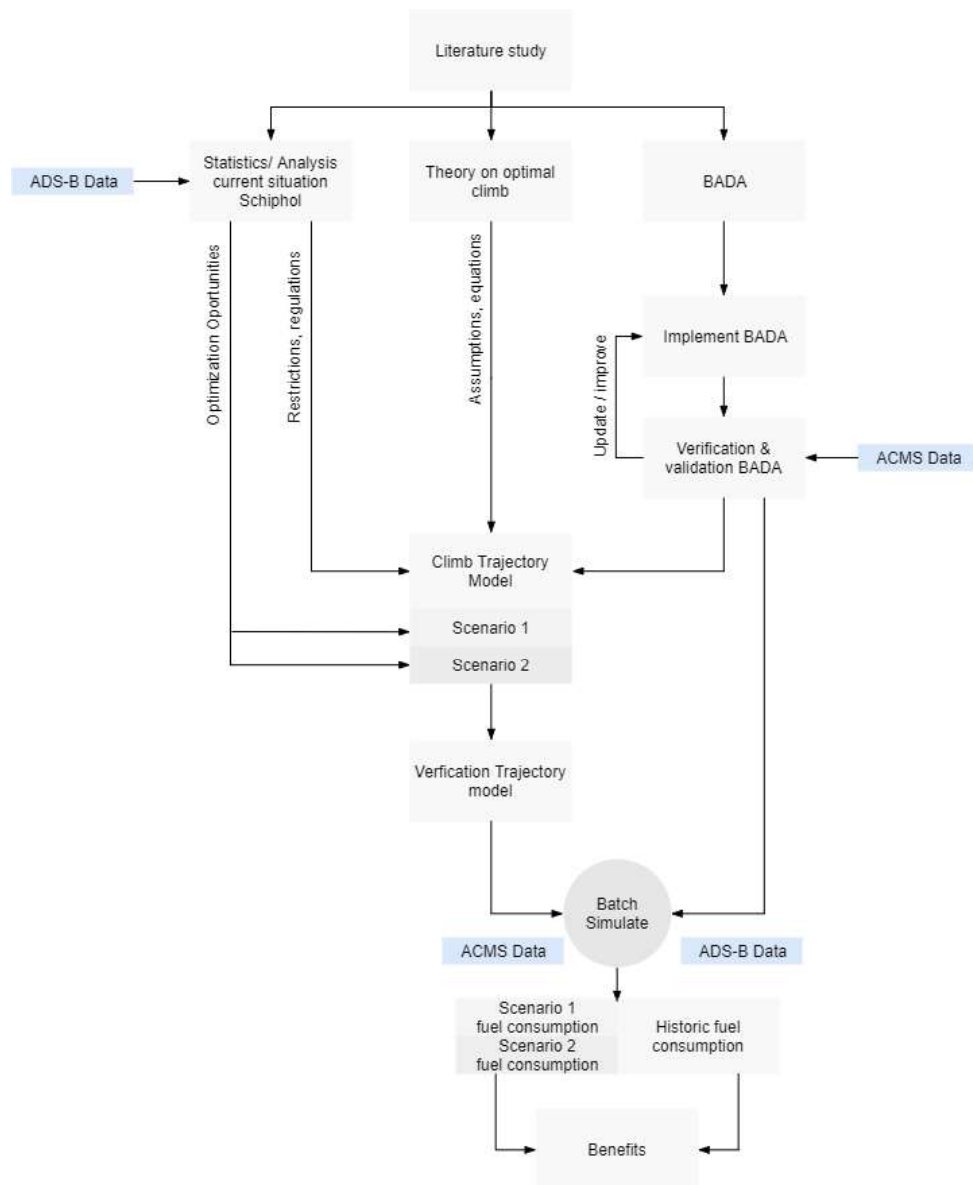 Literature study
ADS-B Data
Statistics/ Analysis
current situation
Schiphol
Theory on optimal
climb
BADA
Optimization Oportunities
Restrictions, regulations
Assumptions, equations
Update / improve
Implement BADA
Verification &
validation BADA
ACMS Data
Climb Trajectory
Model
Scenario 1
Scenario 2
Verfication Trajectory
model
Batch
Simulate
ACMS Data
ADS-B Data
Scenario 1
fuel consumption
Scenario 2
fuel consumption
Historic fuel
consumption
Benefits